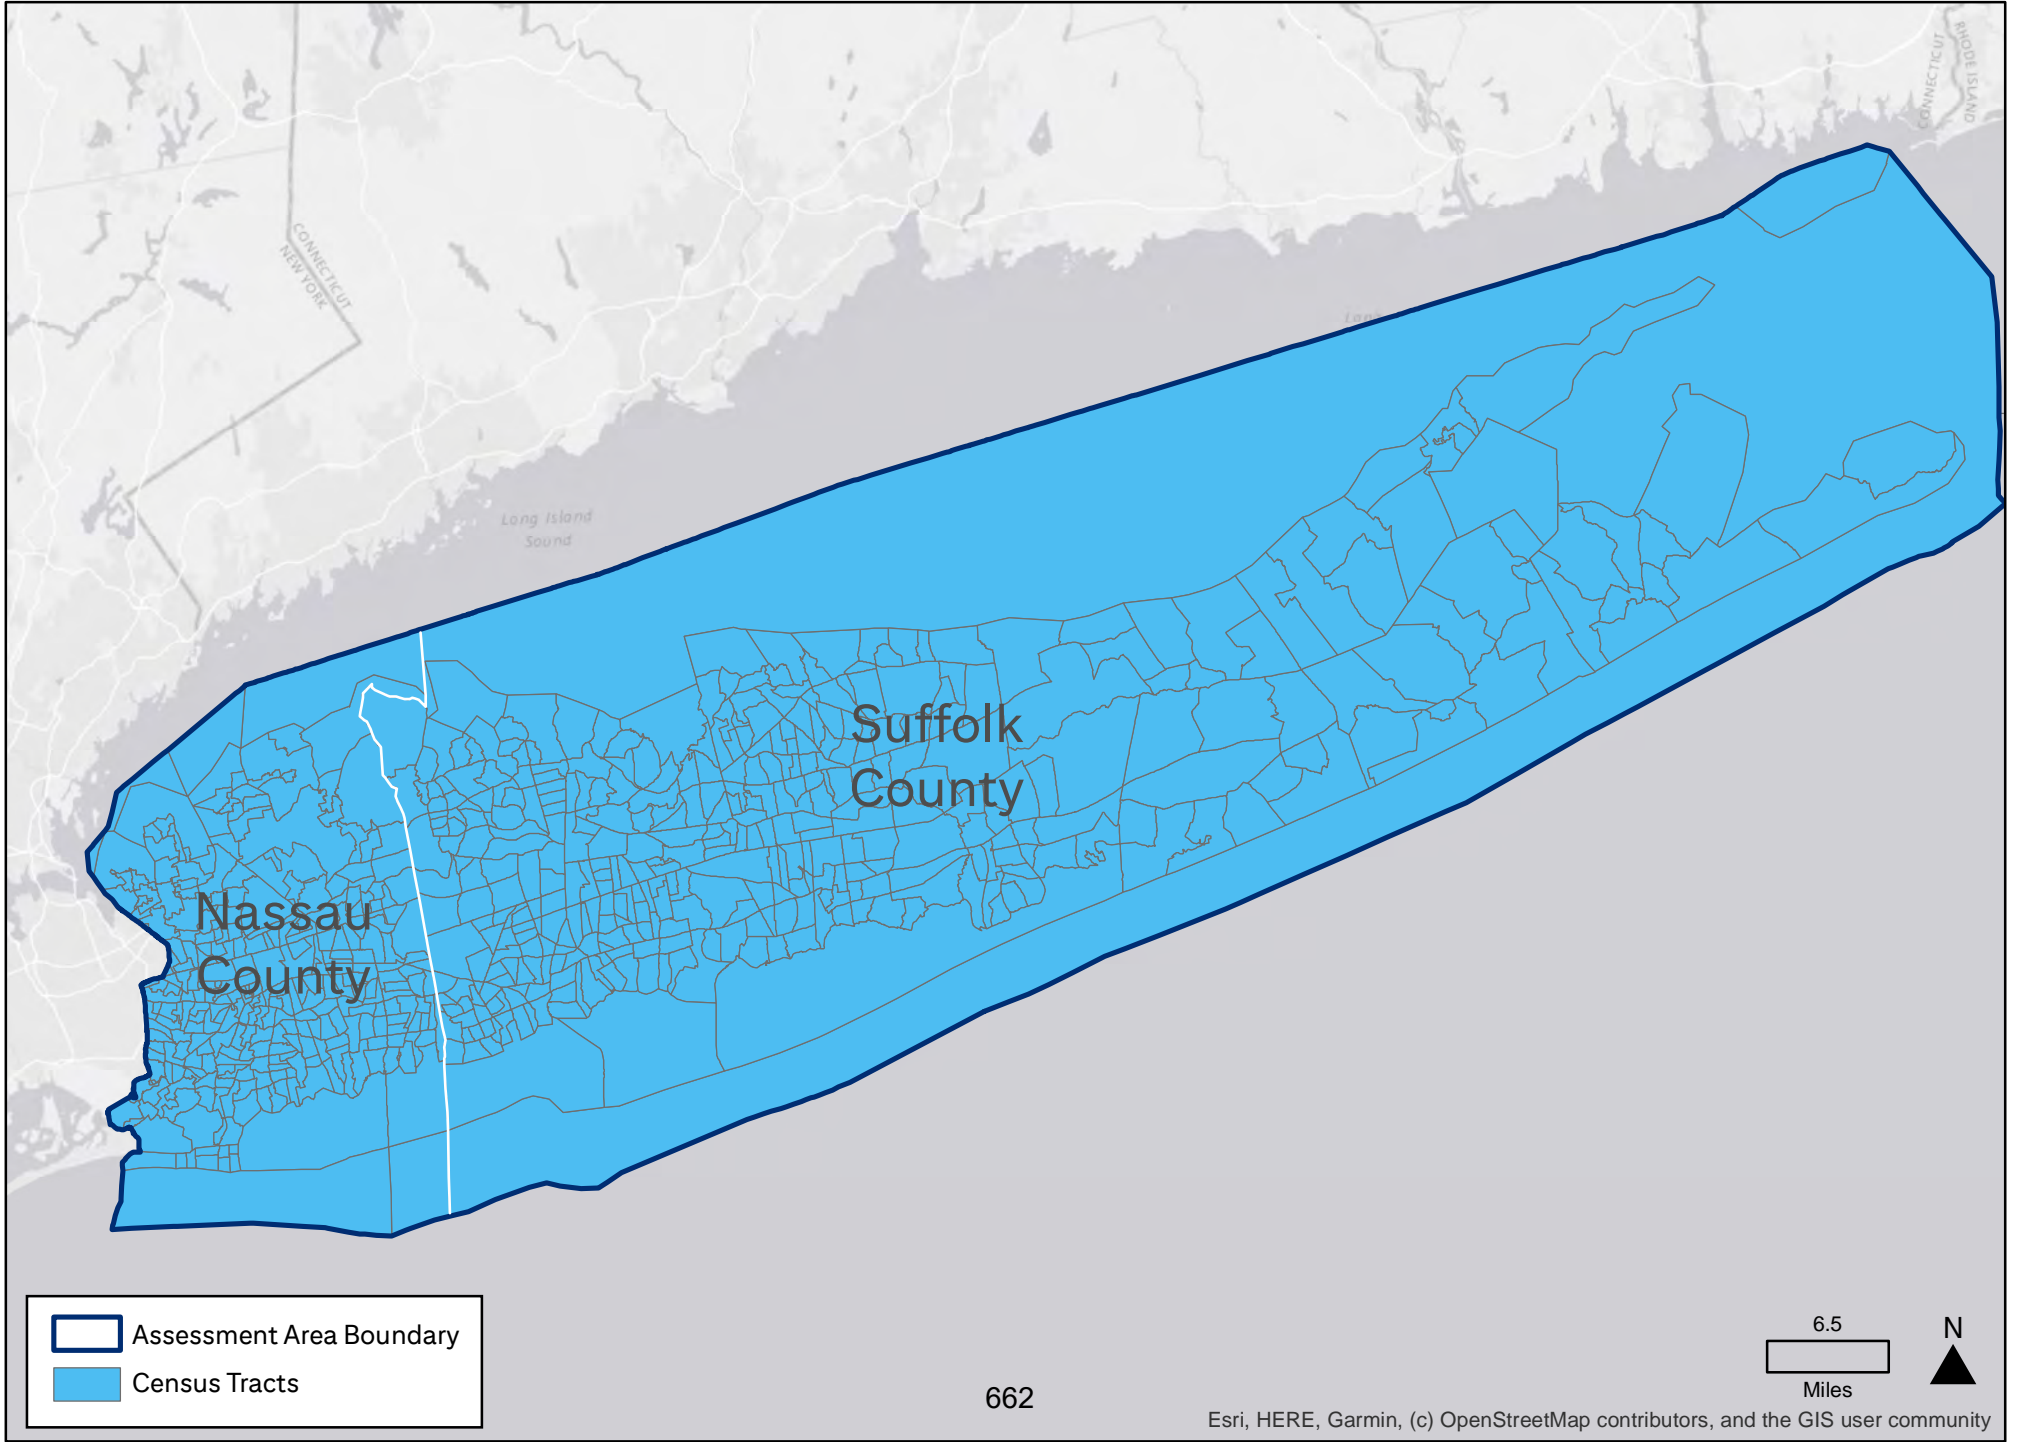 CONNECTICUT
RHODE ISLAND
CONNECTICUT
NEW YORK
Long Island
Sound
Suffolk
County
Nassau
County
Assessment Area Boundary
Census Tracts
662
6.5
Miles
N
Esri, HERE, Garmin, (c) OpenStreetMap contributors, and the GIS user community